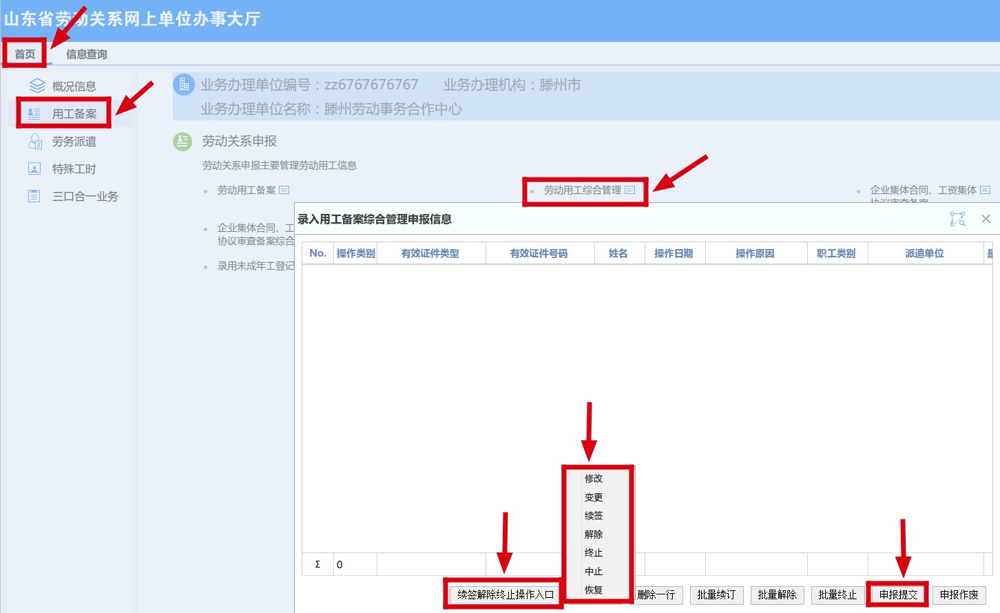 山东省劳动关系网上单位办事大厅
首页 信息查询
概况信息
用工备案
劳务派遣
特殊工时
三口合一业务
业务办理单位编号：zz6767676767 业务办理机构：滕州市
业务办理单位名称：滕州劳动事务合作中心
劳动关系申报
劳动关系申报主要管理劳动用工信息
劳动用工备案 劳动用工综合管理 企业集体合同、工资集体
协议审查备案
企业集体合同、工
协议审查备案综合
录用未成年工登记
录入用工备案综合管理申报信息
No. 操作类别 有效证件类型 有效证件号码 姓名 操作日期 操作原因 职工类别 派遣单位 是
修改
变更
续签
解除
终止
中止
恢复
Σ 0
续签解除终止操作入口 删除一行 批量续订 批量解除 批量终止 申报提交 申报作废